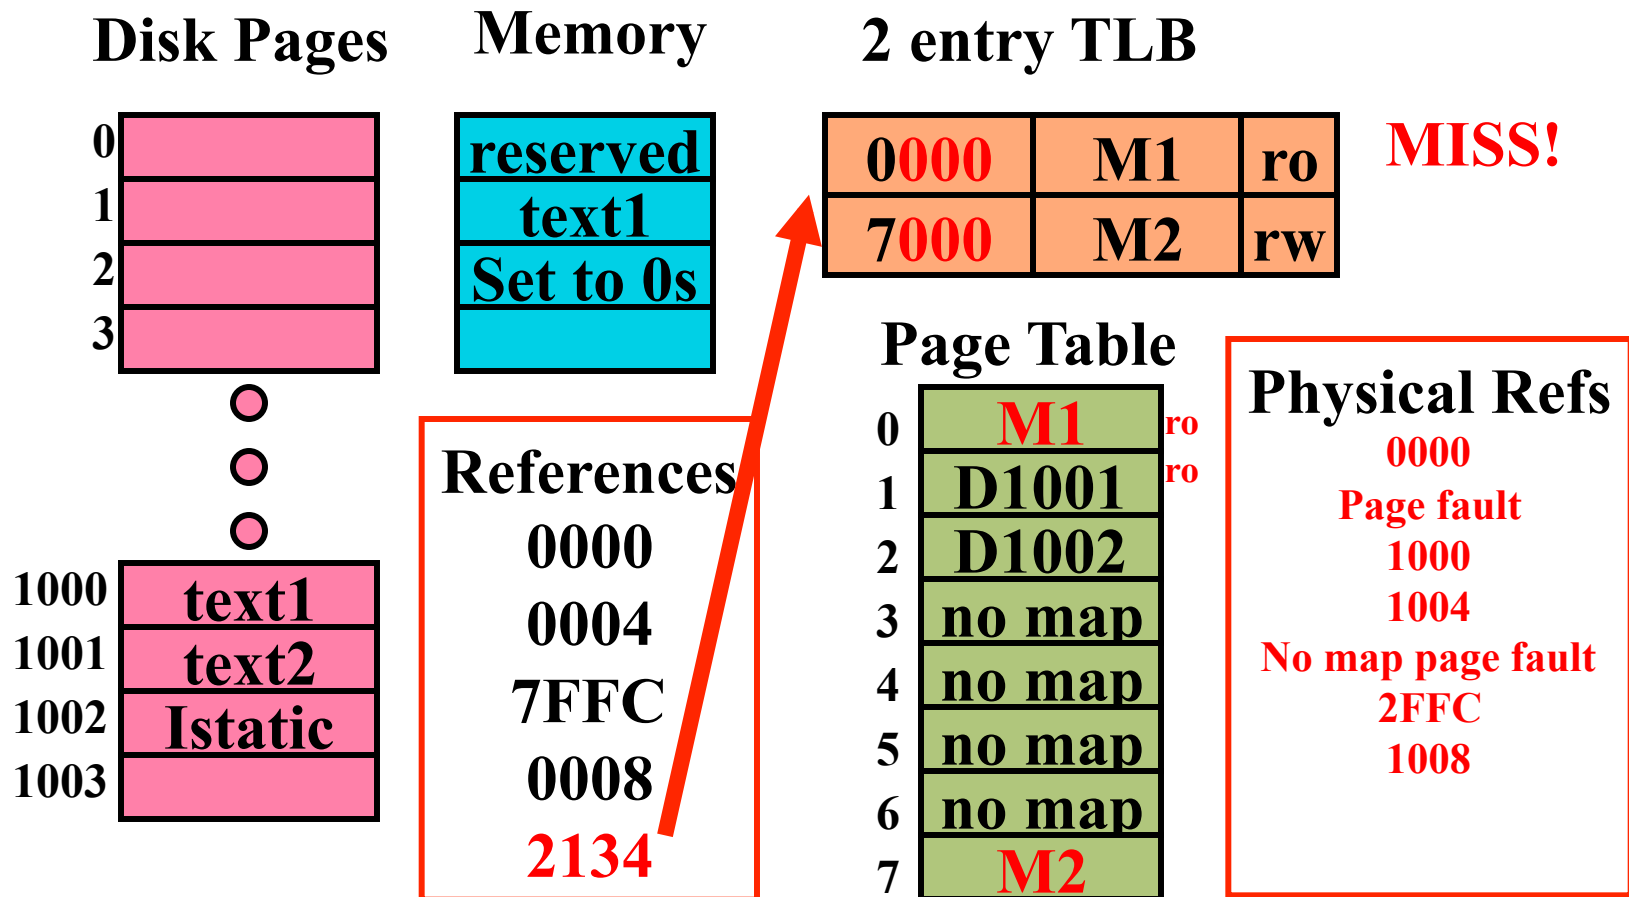 Disk Pages
0
1
2
3
1000 text1
1001 text2
1002 Istatic
1003
Memory
reserved
text1
Set to 0s
References
0000
0004
7FFC
0008
2134
2 entry TLB
0000 M1 ro
7000 M2 rw
MISS!
Page Table
0 M1 ro
1 D1001 ro
2 D1002
3 no map
4 no map
5 no map
6 no map
7 M2
Physical Refs
0000
Page fault
1000
1004
No map page fault
2FFC
1008